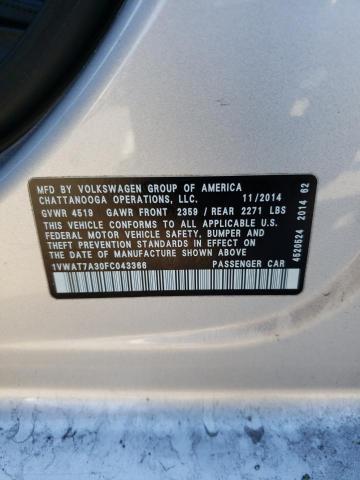 MFD BY VOLKSWAGEN GROUP OF AMERICA
CHATTANOOGA OPERATIONS, LLC. 11/2014
GVWR 4519 GAWR FRONT 2359 / REAR 2271 LBS
THIS VEHICLE CONFORMS TO ALL APPLICABLE U.S.
FEDERAL MOTOR VEHICLE SAFETY, BUMPER AND
THEFT PREVENTION STANDARDS IN EFFECT ON
THE DATE OF MANUFACTURE SHOWN ABOVE
1VWAT7A30FC043366 PASSENGER CAR
4520524 2014 62